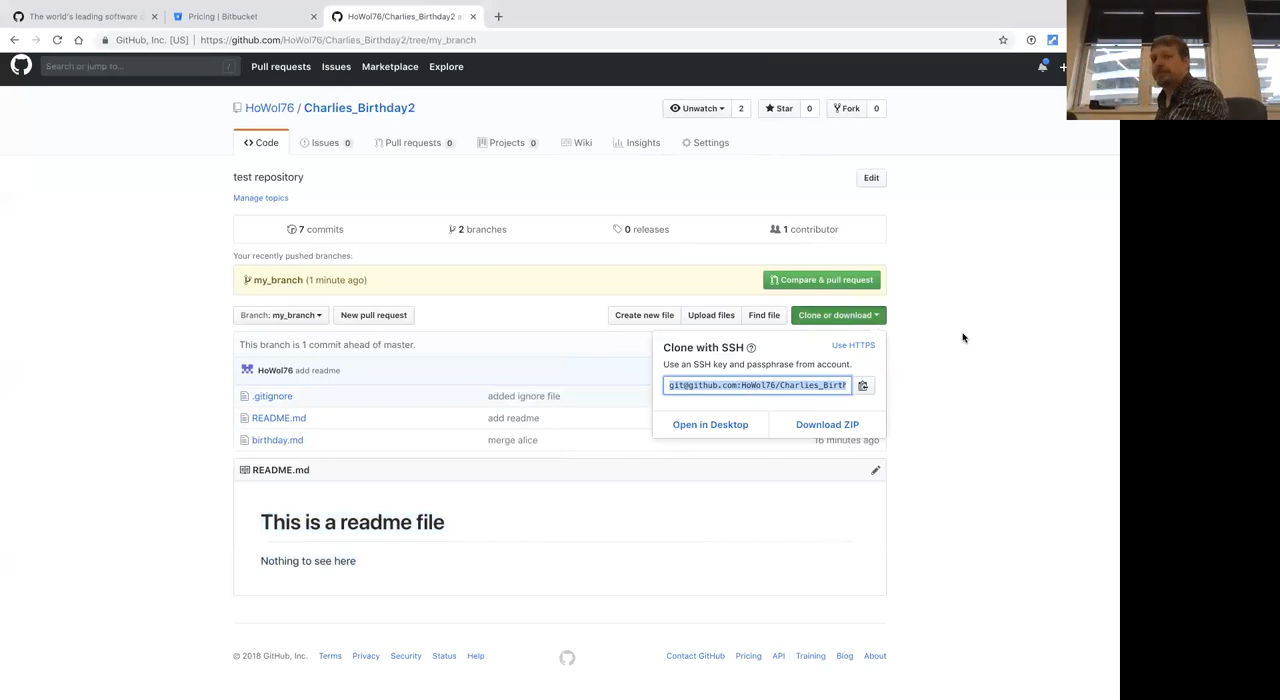 The world's leading software
Pricing | Bitbucket
HoWol76/Charlies_Birthday2
GitHub, Inc. [US] | https://github.com/HoWol76/Charlies_Birthday2/tree/my_branch
Search or jump to...
/
Pull requests Issues Marketplace Explore
HoWol76 / Charlies_Birthday2
Unwatch 2 Star 0 Fork 0
Code Issues 0 Pull requests 0 Projects 0 Wiki Insights Settings
test repository
Edit
Manage topics
7 commits 2 branches 0 releases 1 contributor
Your recently pushed branches:
my_branch (1 minute ago)
Compare & pull request
Branch: my_branch New pull request Create new file Upload files Find file Clone or download
This branch is 1 commit ahead of master.
HoWol76 add readme
.gitignore added ignore file
README.md add readme
birthday.md merge alice 16 minutes ago
Clone with SSH
Use HTTPS
Use an SSH key and passphrase from account.
git@github.com:HoWol76/Charlies_Birth
Open in Desktop Download ZIP
README.md
This is a readme file
Nothing to see here
© 2018 GitHub, Inc. Terms Privacy Security Status Help
Contact GitHub Pricing API Training Blog About